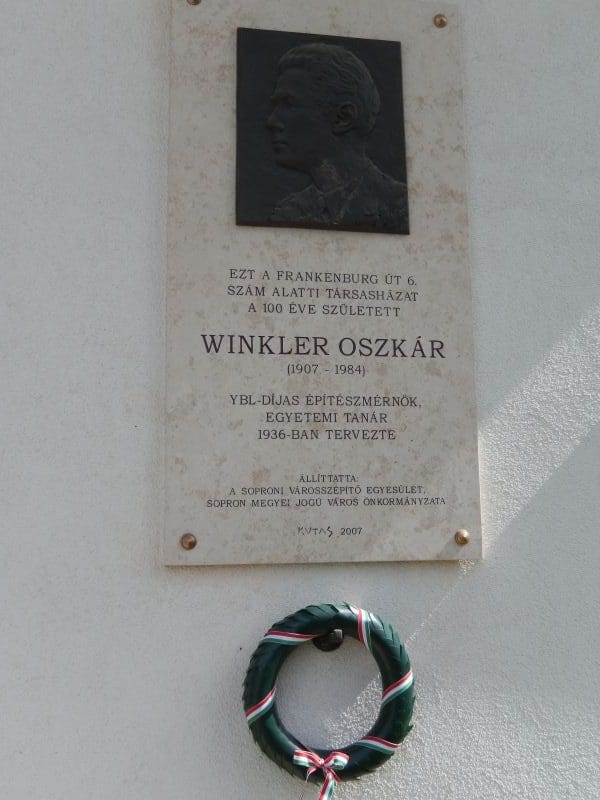 EZT A FRANKENBURG ÚT 6.
SZÁM ALATTI TÁRSASHÁZAT
A 100 ÉVE SZÜLETETT
WINKLER OSZKÁR
(1907 - 1984)
YBL-DÍJAS ÉPÍTÉSZMÉRNÖK,
EGYETEMI TANÁR
1936-BAN TERVEZTE
ÁLLÍTTATTA:
A SOPRONI VÁROSSZÉPÍTŐ EGYESÜLET,
SOPRON MEGYEI JOGÚ VÁROS ÖNKORMÁNYZATA
KUTAS 2007